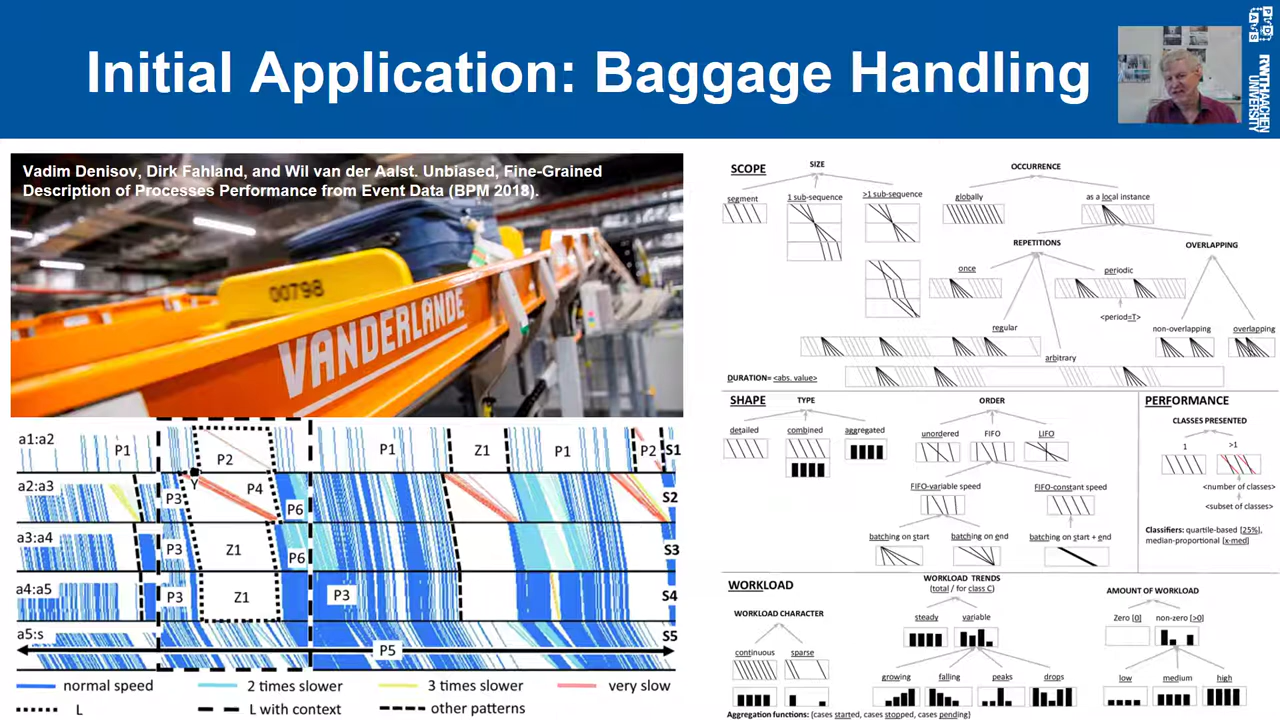 Initial Application: Baggage Handling
PADS
RWTHAACHEN
UNIVERSITY
Vadim Denisov, Dirk Fahland, and Wil van der Aalst. Unbiased, Fine-Grained
Description of Processes Performance from Event Data (BPM 2018).
00798
VANDERLANDE
a1:a2
P1
P2
P1
Z1
P1
P2
S1
a2:a3
Y
P3
P4
P6
S2
a3:a4
P3
Z1
P6
S3
a4:a5
P3
Z1
P3
S4
a5:s
S5
P5
normal speed
2 times slower
3 times slower
very slow
L
L with context
other patterns
SCOPE
SIZE
OCCURRENCE
segment
1 sub-sequence
>1 sub-sequence
globally
as a local instance
REPETITIONS
OVERLAPPING
once
periodic
<period=T>
regular
non-overlapping
overlapping
arbitrary
DURATION= <abs. value>
SHAPE
TYPE
ORDER
detailed
combined
aggregated
unordered
FIFO
LIFO
FIFO-variable speed
FIFO-constant speed
batching on start
batching on end
batching on start + end
PERFORMANCE
CLASSES PRESENTED
1
>1
<number of classes>
<subset of classes>
Classifiers: quartile-based [25%],
median-proportional [x·med]
WORKLOAD
WORKLOAD TRENDS
(total / for class C)
AMOUNT OF WORKLOAD
WORKLOAD CHARACTER
steady
variable
Zero [0]
non-zero [>0]
continuous
sparse
growing
falling
peaks
drops
low
medium
high
Aggregation functions: (cases started, cases stopped, cases pending)